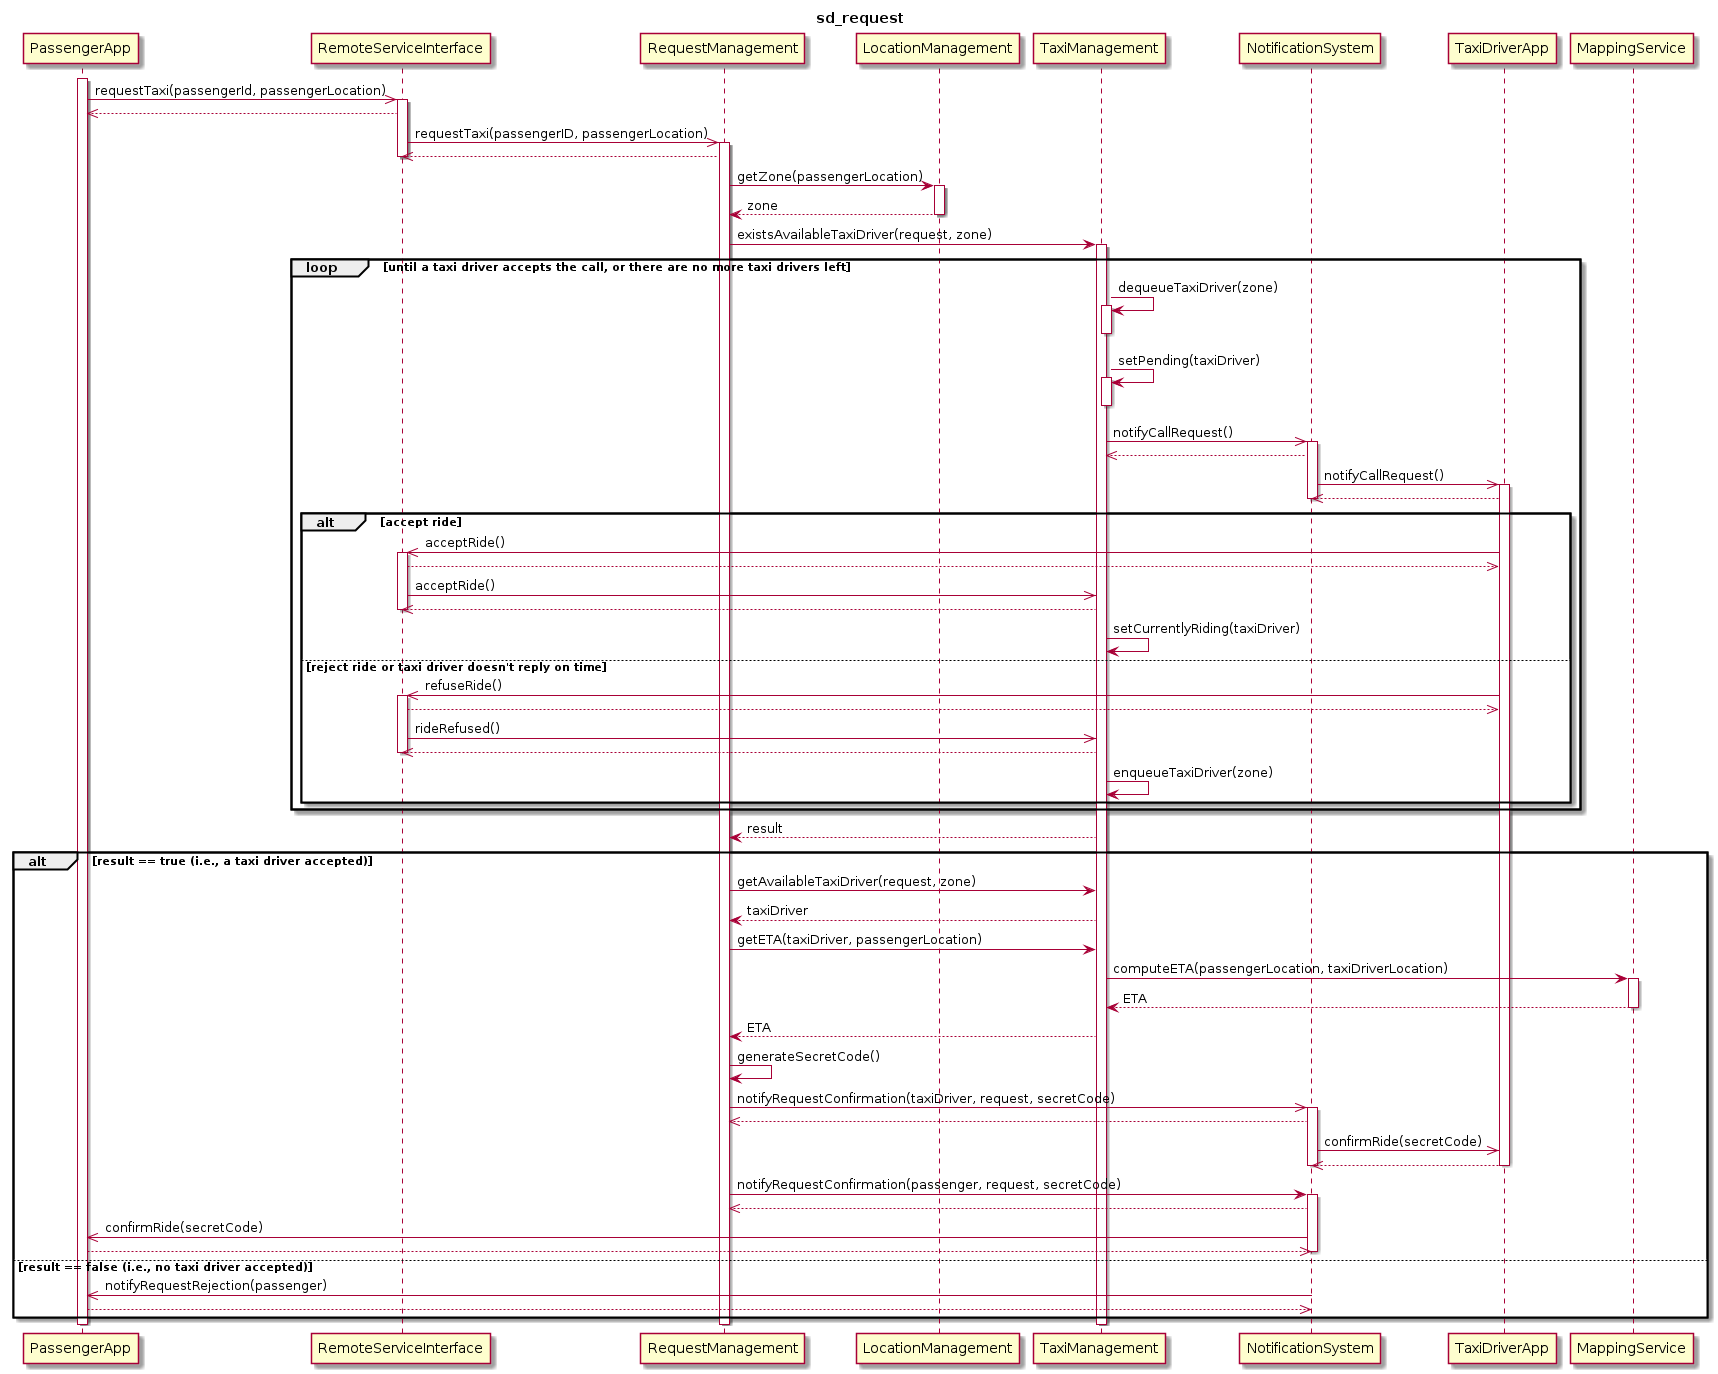 sd_request
PassengerApp RemoteServiceInterface RequestManagement LocationManagement TaxiManagement NotificationSystem TaxiDriverApp MappingService
requestTaxi(passengerId, passengerLocation)
requestTaxi(passengerID, passengerLocation)
getZone(passengerLocation)
zone
existsAvailableTaxiDriver(request, zone)
loop [until a taxi driver accepts the call, or there are no more taxi drivers left]
dequeueTaxiDriver(zone)
setPending(taxiDriver)
notifyCallRequest()
notifyCallRequest()
alt [accept ride]
acceptRide()
acceptRide()
setCurrentlyRiding(taxiDriver)
[reject ride or taxi driver doesn't reply on time]
refuseRide()
rideRefused()
enqueueTaxiDriver(zone)
result
alt [result == true (i.e., a taxi driver accepted)]
getAvailableTaxiDriver(request, zone)
taxiDriver
getETA(taxiDriver, passengerLocation)
computeETA(passengerLocation, taxiDriverLocation)
ETA
ETA
generateSecretCode()
notifyRequestConfirmation(taxiDriver, request, secretCode)
confirmRide(secretCode)
notifyRequestConfirmation(passenger, request, secretCode)
confirmRide(secretCode)
[result == false (i.e., no taxi driver accepted)]
notifyRequestRejection(passenger)
PassengerApp RemoteServiceInterface RequestManagement LocationManagement TaxiManagement NotificationSystem TaxiDriverApp MappingService